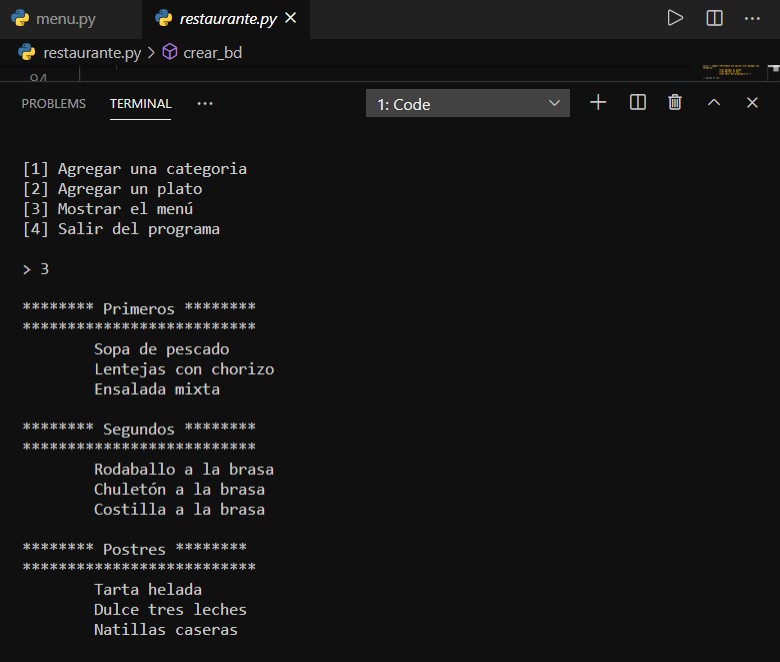 menu.py restaurante.py
restaurante.py > crear_bd
94
PROBLEMS TERMINAL ... 1: Code
[1] Agregar una categoria
[2] Agregar un plato
[3] Mostrar el menú
[4] Salir del programa
> 3
******** Primeros ********
**************************
Sopa de pescado
Lentejas con chorizo
Ensalada mixta
******** Segundos ********
**************************
Rodaballo a la brasa
Chuletón a la brasa
Costilla a la brasa
******** Postres ********
**************************
Tarta helada
Dulce tres leches
Natillas caseras